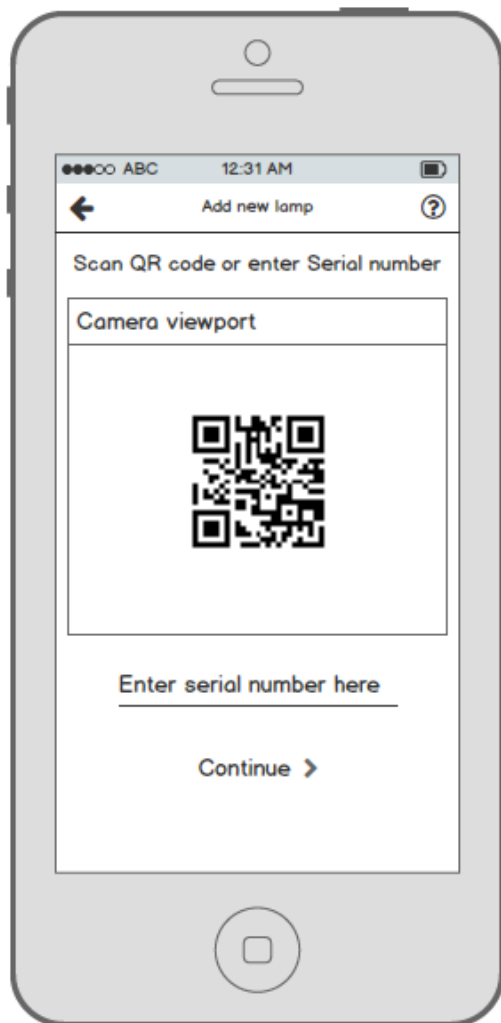 ABC 12:31 AM
Add new lamp ?
Scan QR code or enter Serial number
Camera viewport
Enter serial number here
Continue